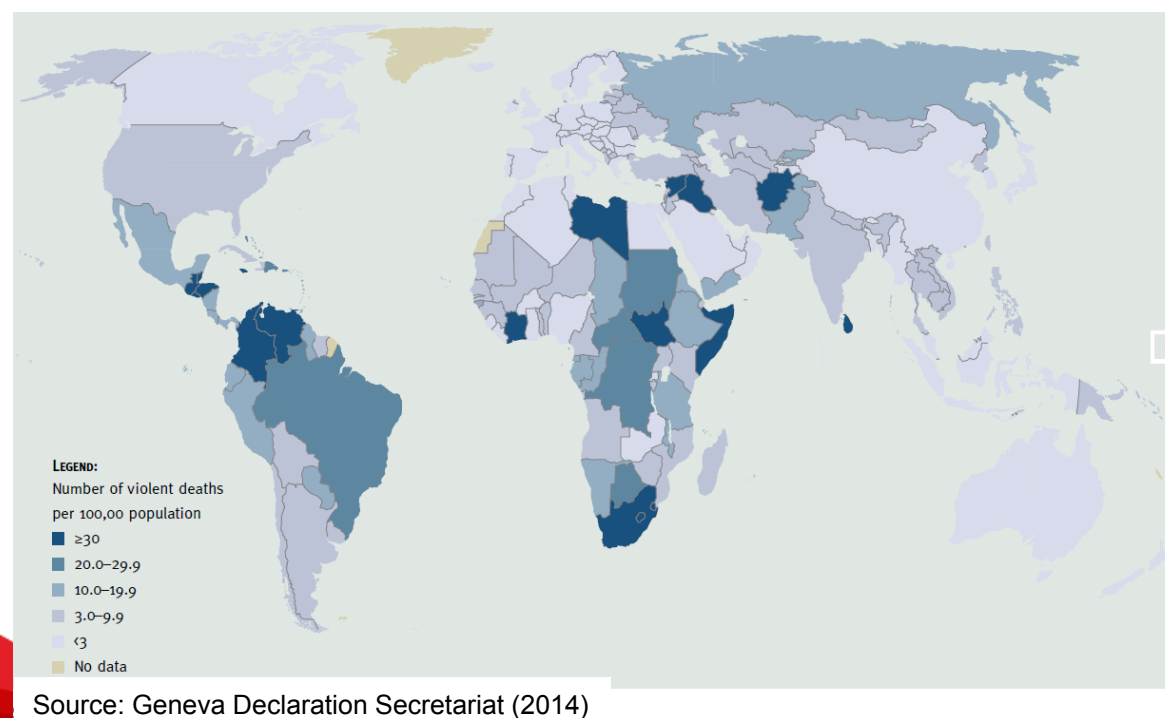 LEGEND:
Number of violent deaths
per 100,00 population
≥30
20.0–29.9
10.0–19.9
3.0–9.9
<3
No data
Source: Geneva Declaration Secretariat (2014)